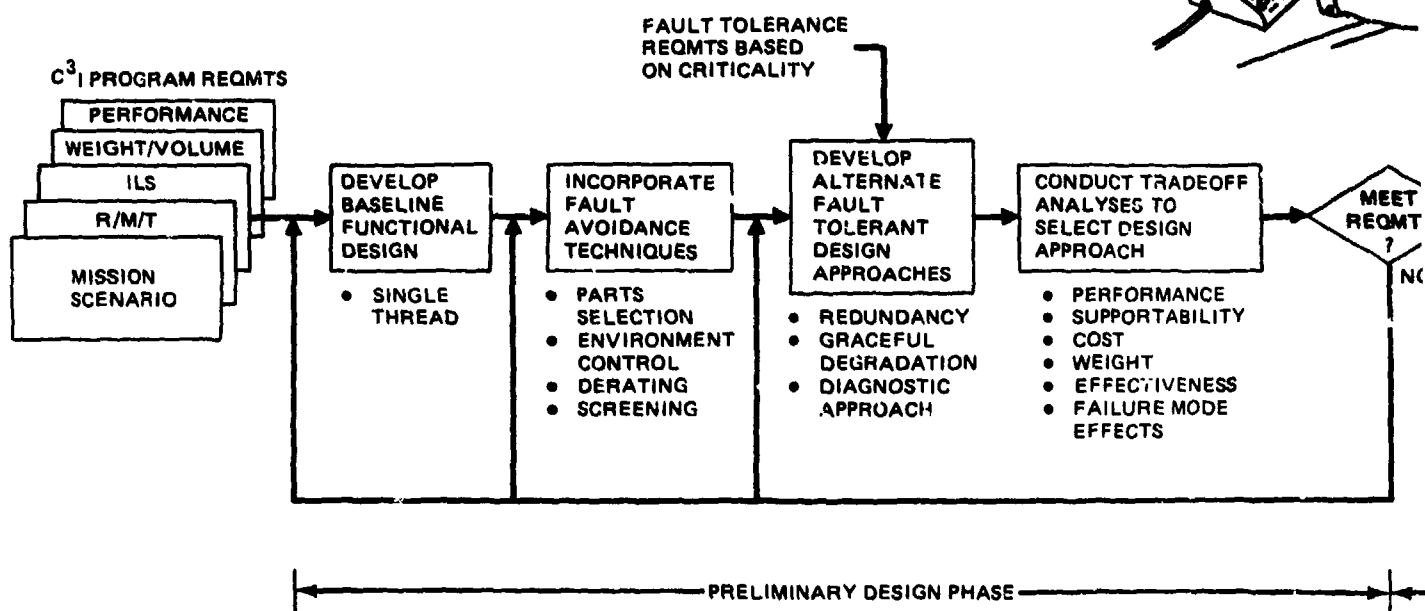 FAULT TOLERANCE
REQMTS BASED
ON CRITICALITY
C³I PROGRAM REQMTS
PERFORMANCE
WEIGHT/VOLUME
ILS
R/M/T
MISSION
SCENARIO
DEVELOP
BASELINE
FUNCTIONAL
DESIGN
• SINGLE
THREAD
INCORPORATE
FAULT
AVOIDANCE
TECHNIQUES
• PARTS
SELECTION
• ENVIRONMENT
CONTROL
• DERATING
• SCREENING
DEVELOP
ALTERNATE
FAULT
TOLERANT
DESIGN
APPROACHES
• REDUNDANCY
• GRACEFUL
DEGRADATION
• DIAGNOSTIC
APPROACH
CONDUCT TRADEOFF
ANALYSES TO
SELECT DESIGN
APPROACH
• PERFORMANCE
• SUPPORTABILITY
• COST
• WEIGHT
• EFFECTIVENESS
• FAILURE MODE
EFFECTS
MEET
REQMT
?
PRELIMINARY DESIGN PHASE